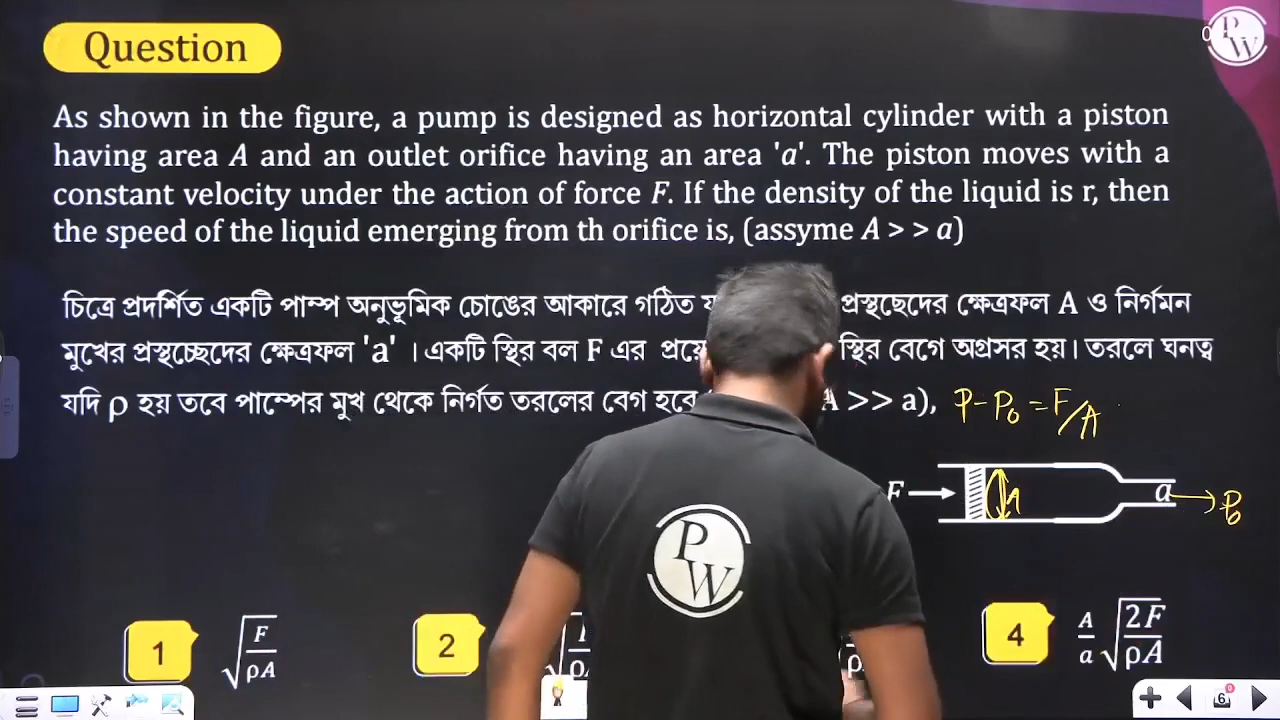 Question
As shown in the figure, a pump is designed as horizontal cylinder with a piston
having area A and an outlet orifice having an area 'a'. The piston moves with a
constant velocity under the action of force F. If the density of the liquid is r, then
the speed of the liquid emerging from th orifice is, (assyme A > > a)
চিত্রে প্রদর্শিত একটি পাম্প অনুভূমিক চোঙের আকারে গঠিত প্রস্থছেদের ক্ষেত্রফল A ও নির্গমন
মুখের প্রস্থচ্ছেদের ক্ষেত্রফল 'a' । একটি স্থির বল F এর স্থির বেগে অগ্রসর হয়। তরলে ঘনত্ব
যদি ρ হয় তবে পাম্পের মুখ থেকে নির্গত তরলের বেগ হবে A >> a),
P - P₀ = F/A
F
a
P₀
1 √(F/ρA)
2
4 A/a √(2F/ρA)
PW
PW
6